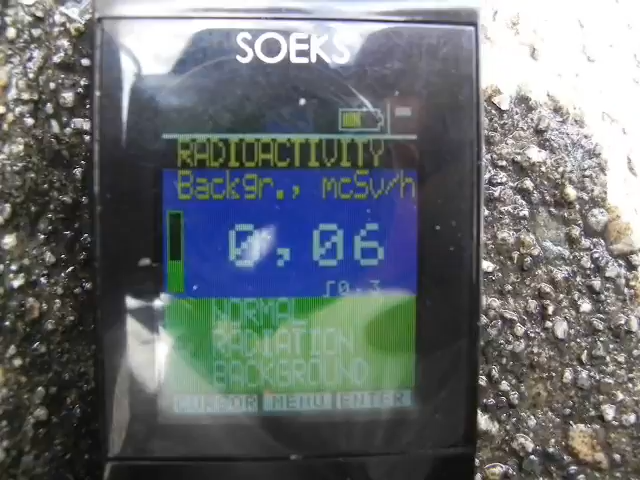 SOEKS
RADIOACTIVITY
Backgr., mcSv/h
0,06
NORMAL
RADIATION
BACKGROUND
CURSOR MENU ENTER